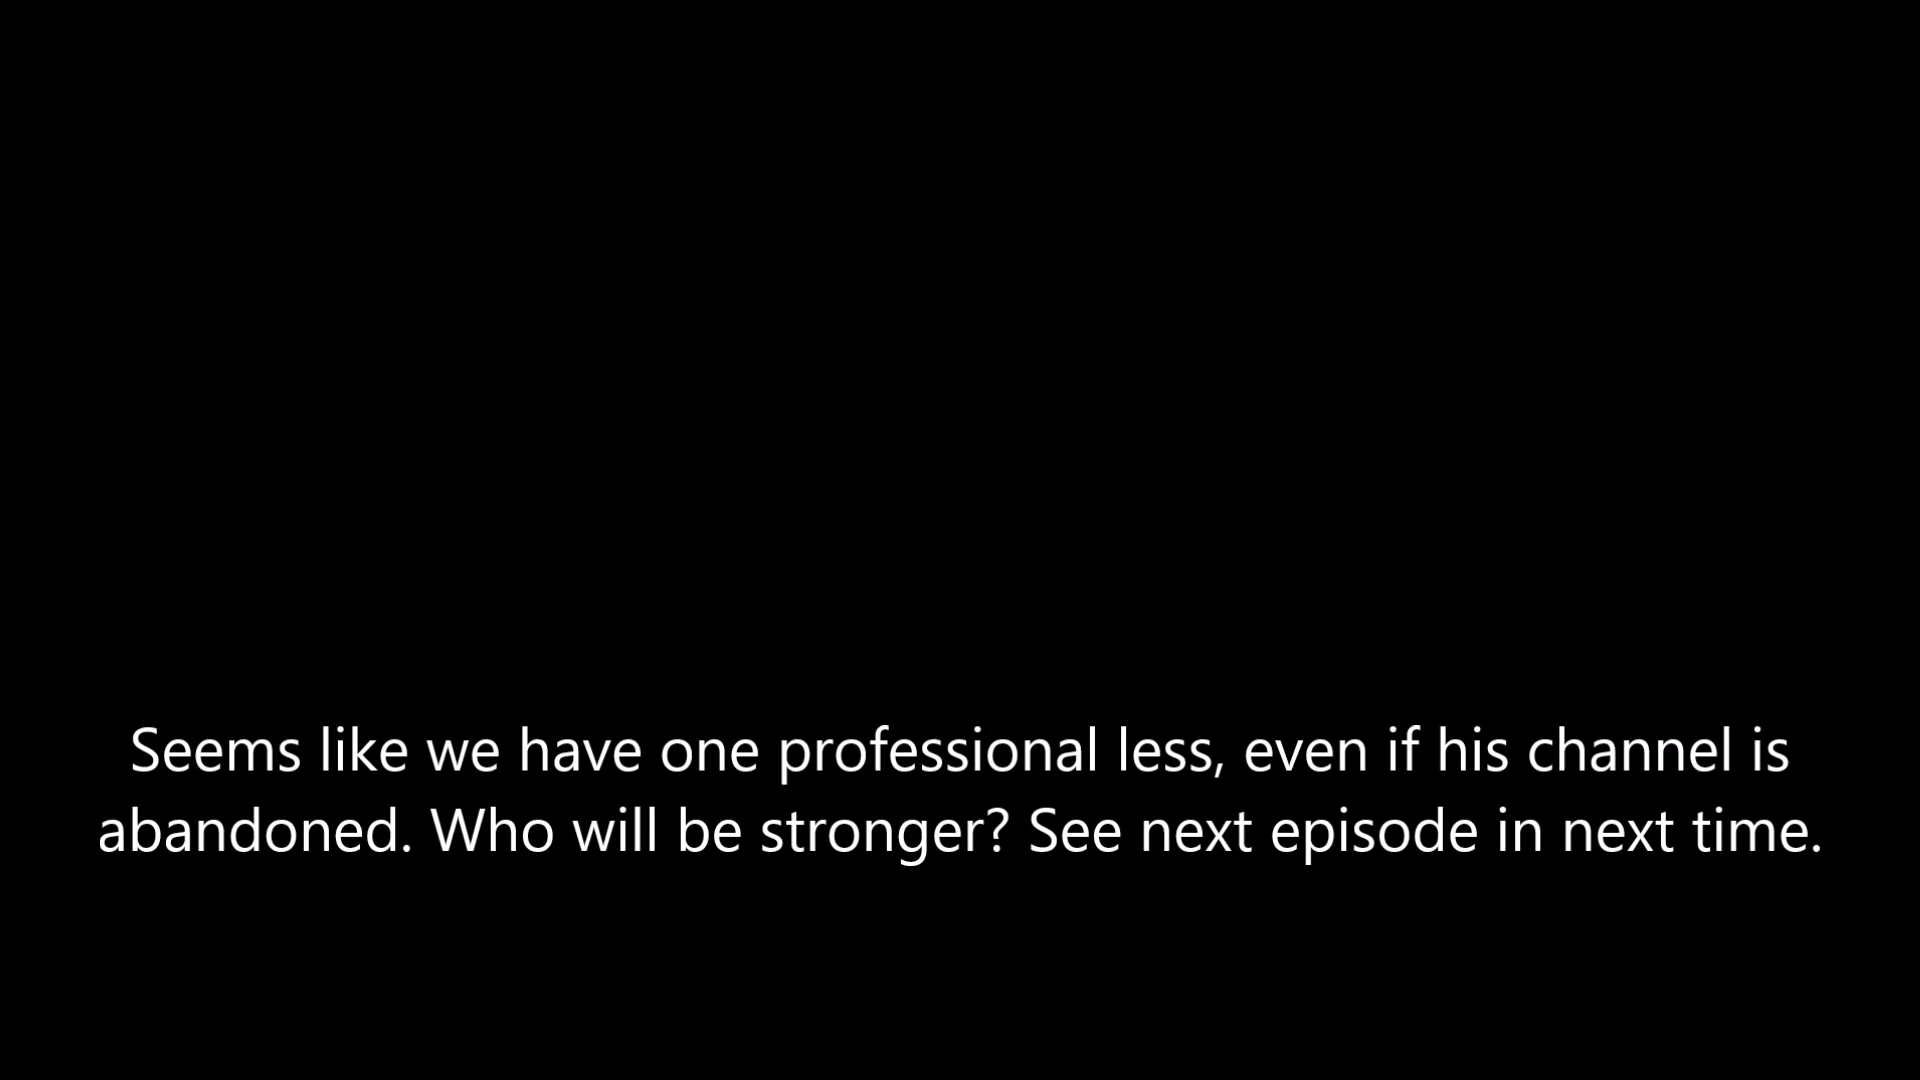 Seems like we have one professional less, even if his channel is
abandoned. Who will be stronger? See next episode in next time.